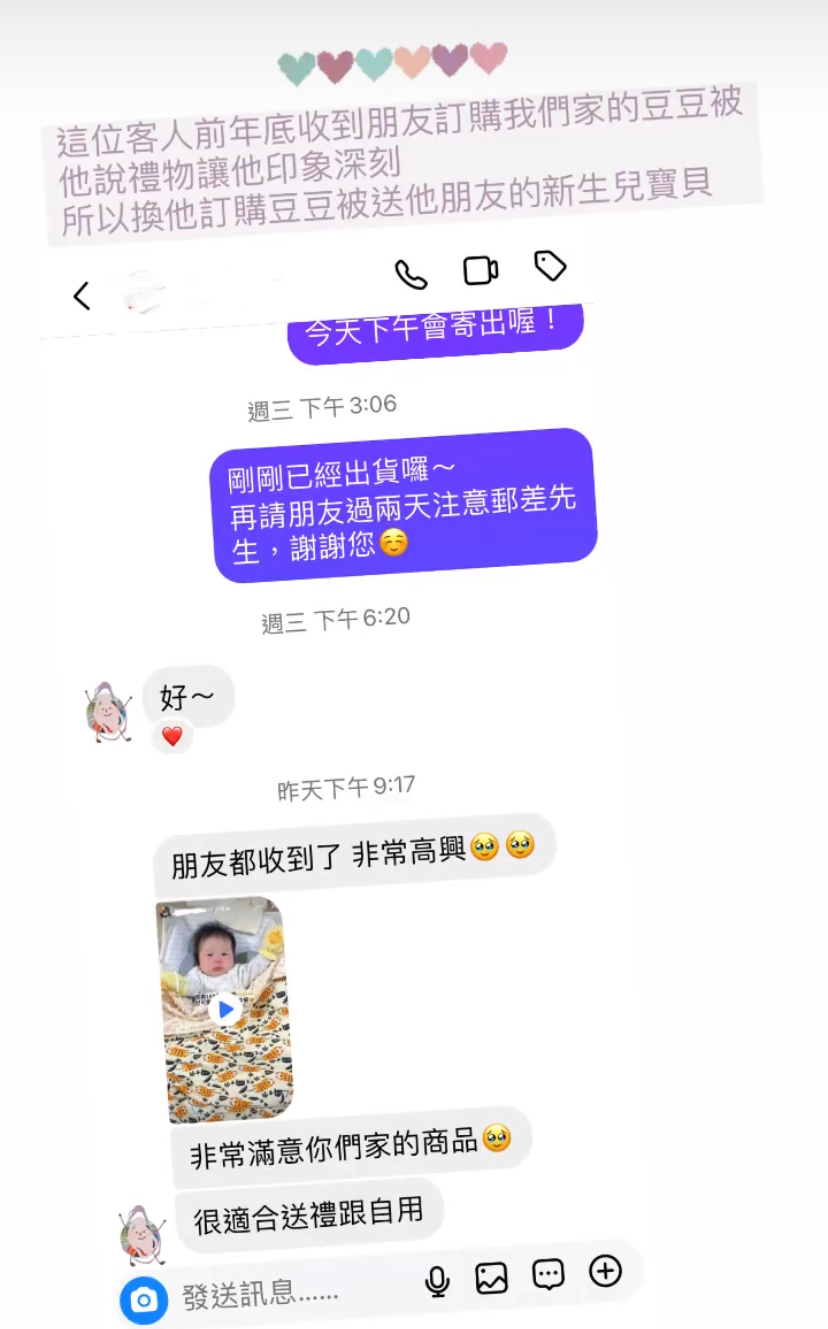 這位客人前年底收到朋友訂購我們家的豆豆被
他說禮物讓他印象深刻
所以換他訂購豆豆被送他朋友的新生兒寶貝
今天下午會寄出喔！
週三 下午3:06
剛剛已經出貨囉～
再請朋友過兩天注意郵差先
生，謝謝您☺️
週三 下午6:20
好～
❤️
昨天下午9:17
朋友都收到了 非常高興🥹🥹
非常滿意你們家的商品🥹
很適合送禮跟自用
發送訊息……